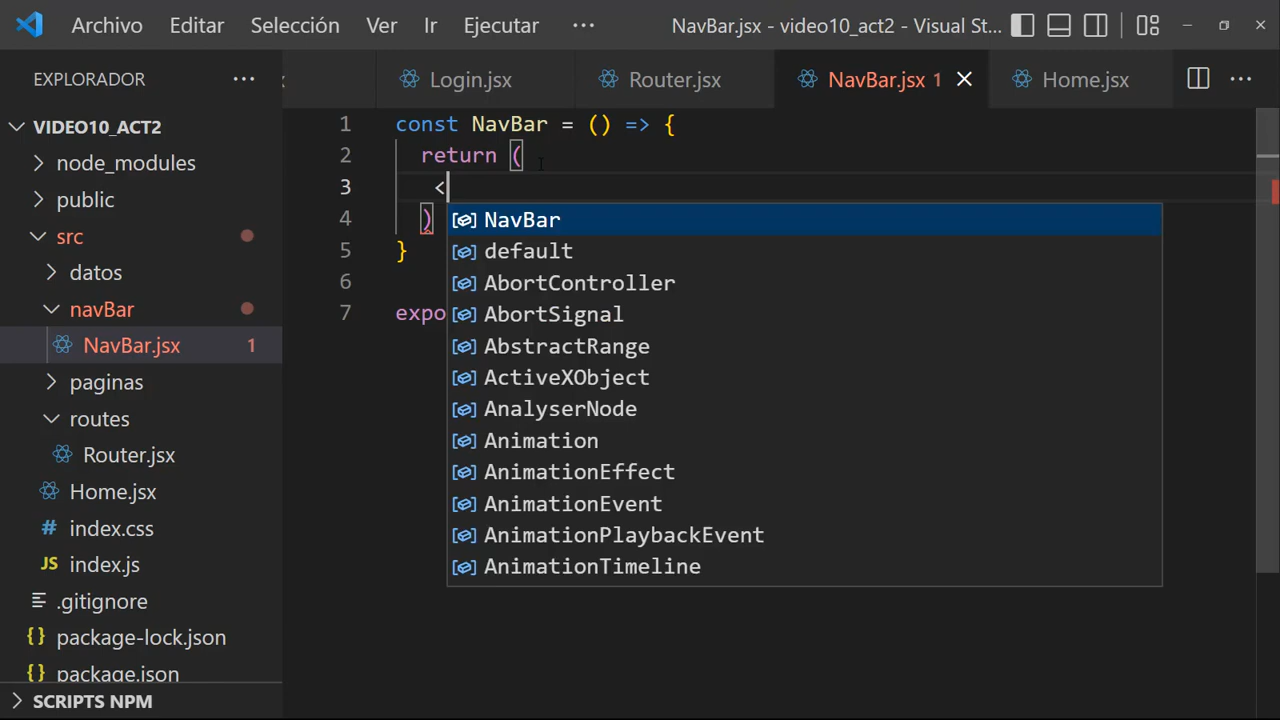 Archivo Editar Selección Ver Ir Ejecutar ··· NavBar.jsx - video10_act2 - Visual St...
EXPLORADOR ···
Login.jsx Router.jsx NavBar.jsx 1 Home.jsx ···
VIDEO10_ACT2
node_modules
public
src
datos
navBar
NavBar.jsx 1
paginas
routes
Router.jsx
Home.jsx
# index.css
JS index.js
.gitignore
{} package-lock.json
{} package.json
SCRIPTS NPM
1 const NavBar = () => {
2 return (
3 <
4 )
5 }
6
7 expo
NavBar
default
AbortController
AbortSignal
AbstractRange
ActiveXObject
AnalyserNode
Animation
AnimationEffect
AnimationEvent
AnimationPlaybackEvent
AnimationTimeline